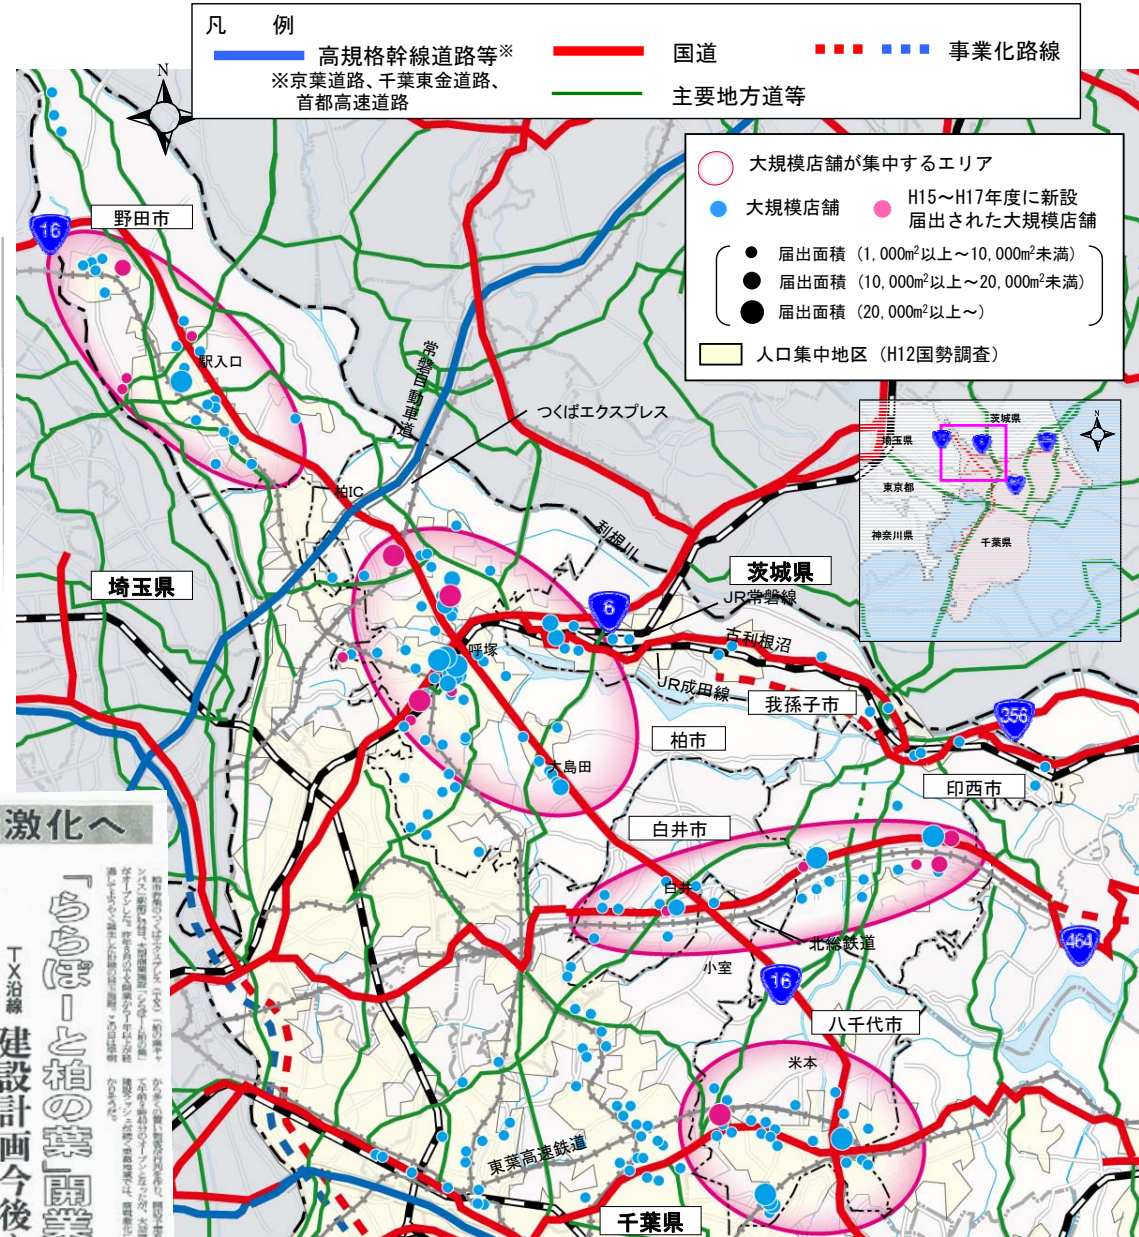 凡　例
高規格幹線道路等※
※京葉道路、千葉東金道路、
首都高速道路
国道
主要地方道等
事業化路線
N
大規模店舗が集中するエリア
大規模店舗
H15～H17年度に新設
届出された大規模店舗
届出面積（1,000m²以上～10,000m²未満）
届出面積（10,000m²以上～20,000m²未満）
届出面積（20,000m²以上～）
人口集中地区（H12国勢調査）
16
野田市
駅入口
常磐自動車道
つくばエクスプレス
柏IC
利根川
埼玉県
茨城県
JR常磐線
6
呼塚
古利根沼
JR成田線
我孫子市
356
柏市
大島田
印西市
白井市
白井
北総鉄道
464
小室
16
八千代市
米本
東葉高速鉄道
千葉県
N
茨城県
埼玉県
東京都
神奈川県
千葉県
激化へ
「ららぽーと柏の葉」開業
TX沿線
建設計画今後